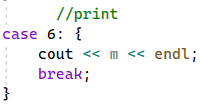 //print
case 6: {
cout << m << endl;
break;
}